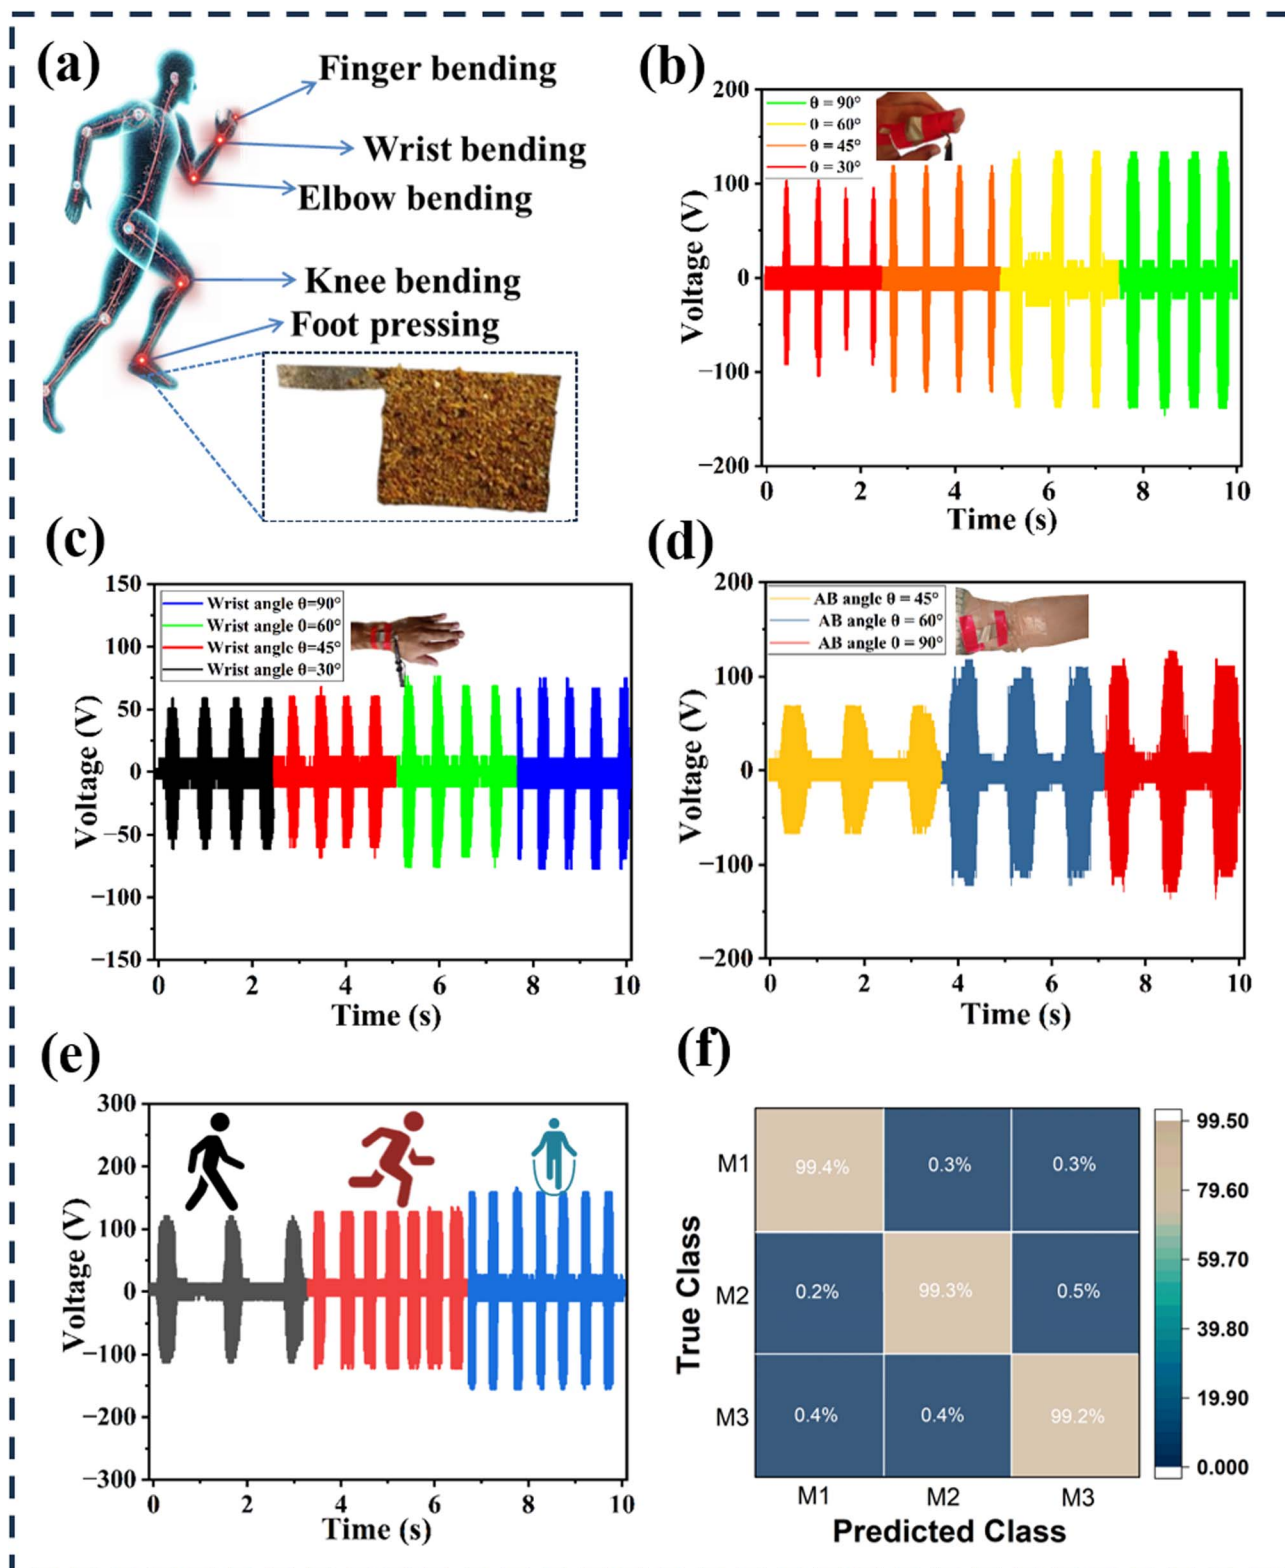 (a)
Finger bending
Wrist bending
Elbow bending
Knee bending
Foot pressing
(b)
200
100
0
−100
−200
Voltage (V)
θ = 90°
θ = 60°
θ = 45°
θ = 30°
0 2 4 6 8 10
Time (s)
(c)
150
100
50
0
−50
−100
−150
Voltage (V)
Wrist angle θ=90°
Wrist angle θ=60°
Wrist angle θ=45°
Wrist angle θ=30°
0 2 4 6 8 10
Time (s)
(d)
200
100
0
−100
−200
Voltage (V)
AB angle θ = 45°
AB angle θ = 60°
AB angle θ = 90°
0 2 4 6 8 10
Time (s)
(e)
300
200
100
0
−100
−200
−300
Voltage (V)
0 2 4 6 8 10
Time (s)
(f)
True Class
M1 99.4% 0.3% 0.3%
M2 0.2% 99.3% 0.5%
M3 0.4% 0.4% 99.2%
M1 M2 M3
Predicted Class
99.50
79.60
59.70
39.80
19.90
0.000